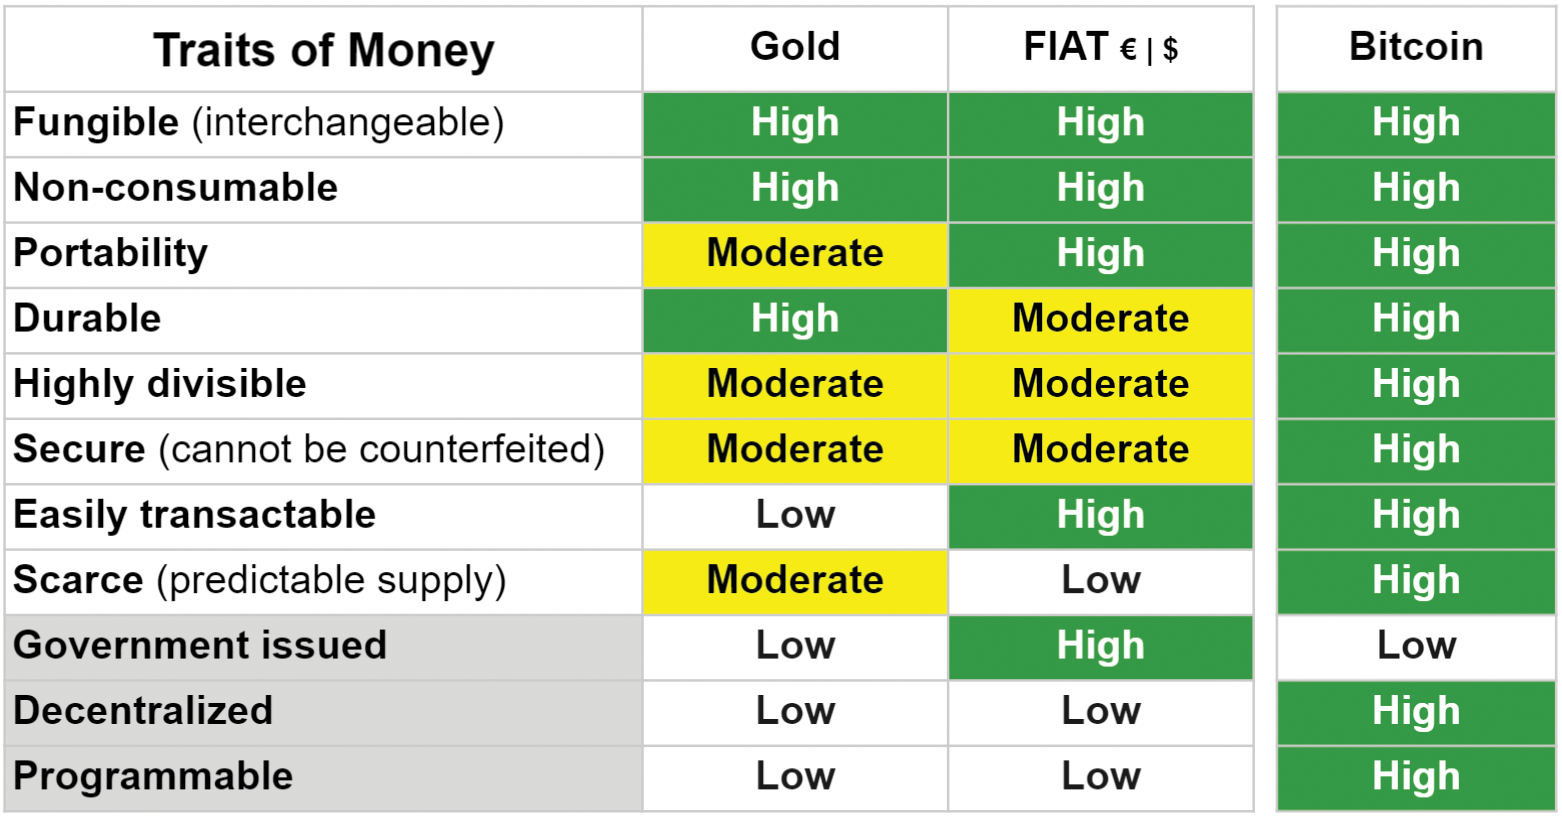 Traits of Money Gold FIAT € | $ Bitcoin
Fungible (interchangeable) High High High
Non-consumable High High High
Portability Moderate High High
Durable High Moderate High
Highly divisible Moderate Moderate High
Secure (cannot be counterfeited) Moderate Moderate High
Easily transactable Low High High
Scarce (predictable supply) Moderate Low High
Government issued Low High Low
Decentralized Low Low High
Programmable Low Low High